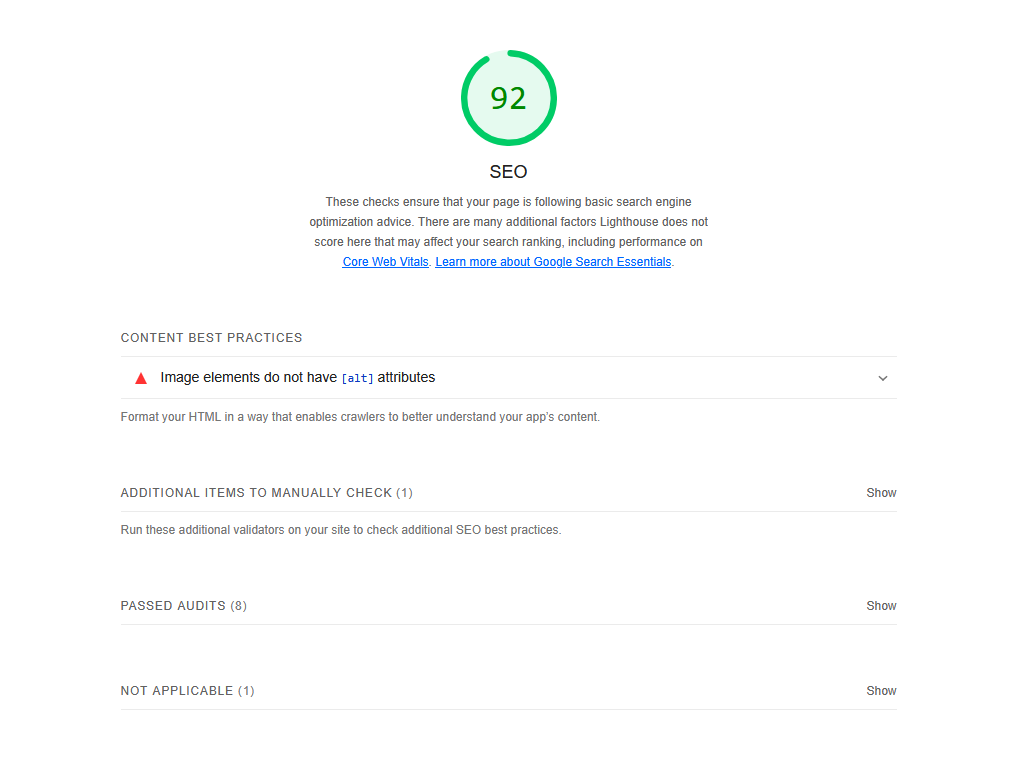 92
SEO
These checks ensure that your page is following basic search engine
optimization advice. There are many additional factors Lighthouse does not
score here that may affect your search ranking, including performance on
Core Web Vitals. Learn more about Google Search Essentials.
CONTENT BEST PRACTICES
Image elements do not have [alt] attributes
Format your HTML in a way that enables crawlers to better understand your app's content.
ADDITIONAL ITEMS TO MANUALLY CHECK (1) Show
Run these additional validators on your site to check additional SEO best practices.
PASSED AUDITS (8) Show
NOT APPLICABLE (1) Show